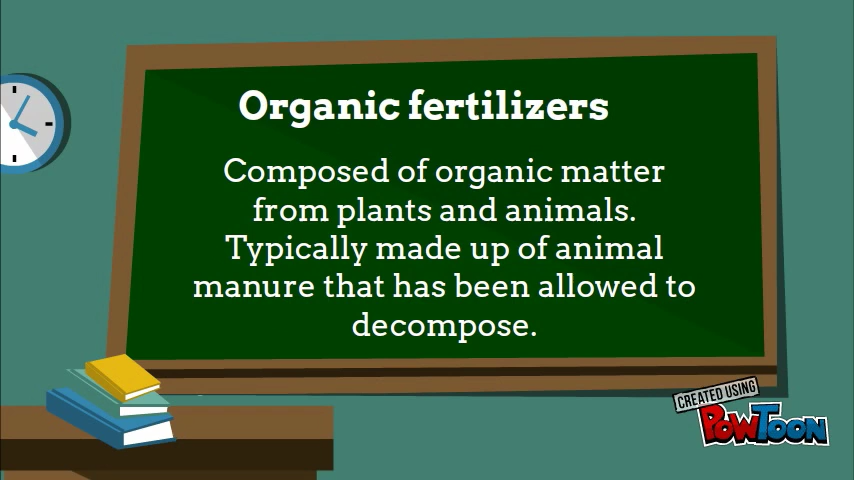 Organic fertilizers
Composed of organic matter
from plants and animals.
Typically made up of animal
manure that has been allowed to
decompose.
CREATED USING
POWTOON